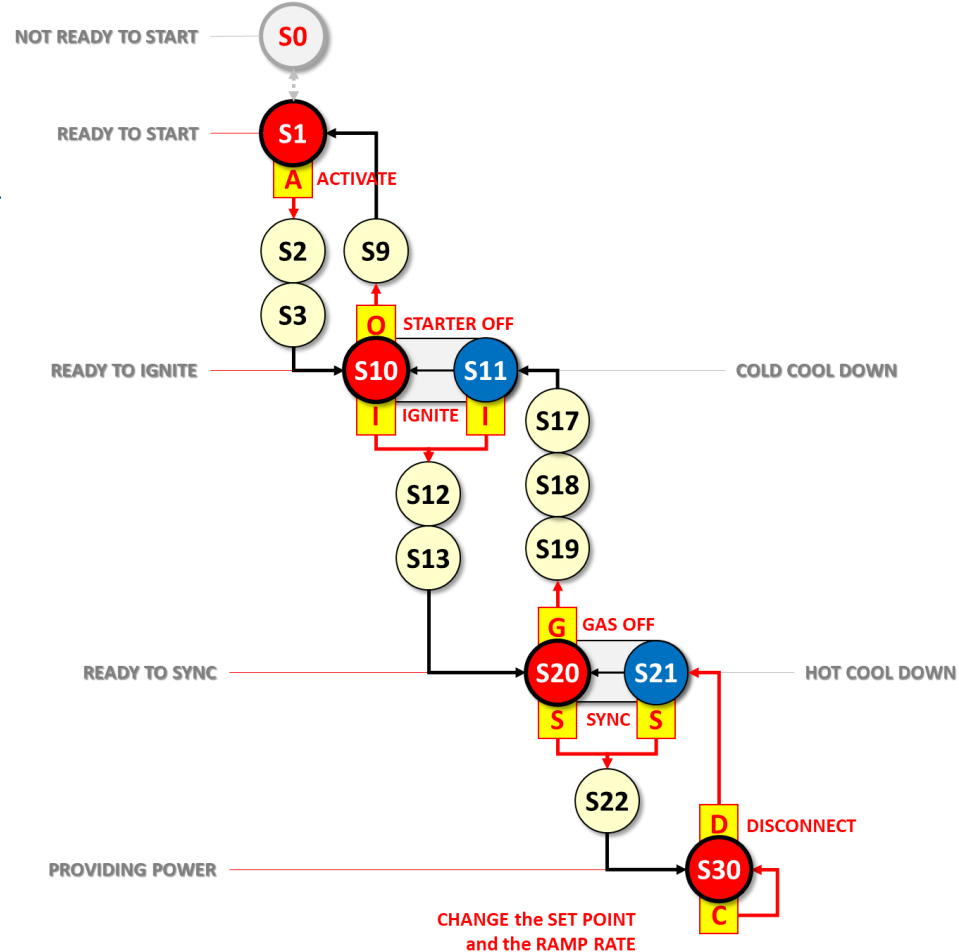 NOT READY TO START
S0
READY TO START
S1
A ACTIVATE
S2
S9
S3
O STARTER OFF
READY TO IGNITE
S10
S11
COLD COOL DOWN
I IGNITE I
S17
S12
S18
S13
S19
G GAS OFF
READY TO SYNC
S20
S21
HOT COOL DOWN
S SYNC S
S22
D DISCONNECT
PROVIDING POWER
S30
C
CHANGE the SET POINT
and the RAMP RATE